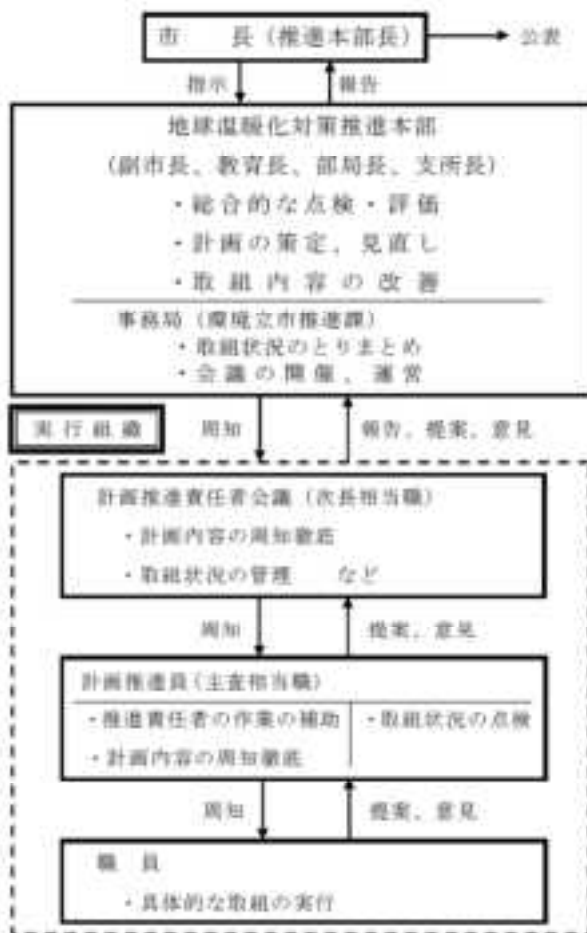 市　長（推進本部長）
公表
指示
報告
地球温暖化対策推進本部
(副市長、教育長、部局長、支所長)
・総合的な点検・評価
・計画の策定、見直し
・取組内容の改善
事務局（環境立市推進課）
・取組状況のとりまとめ
・会議の開催、運営
実行組織
周知
報告、提案、意見
計画推進責任者会議（次長相当職）
・計画内容の周知徹底
・取組状況の管理　など
周知
提案、意見
計画推進員（主査相当職）
・推進責任者の作業の補助
・取組状況の点検
・計画内容の周知徹底
周知
提案、意見
職　員
・具体的な取組の実行